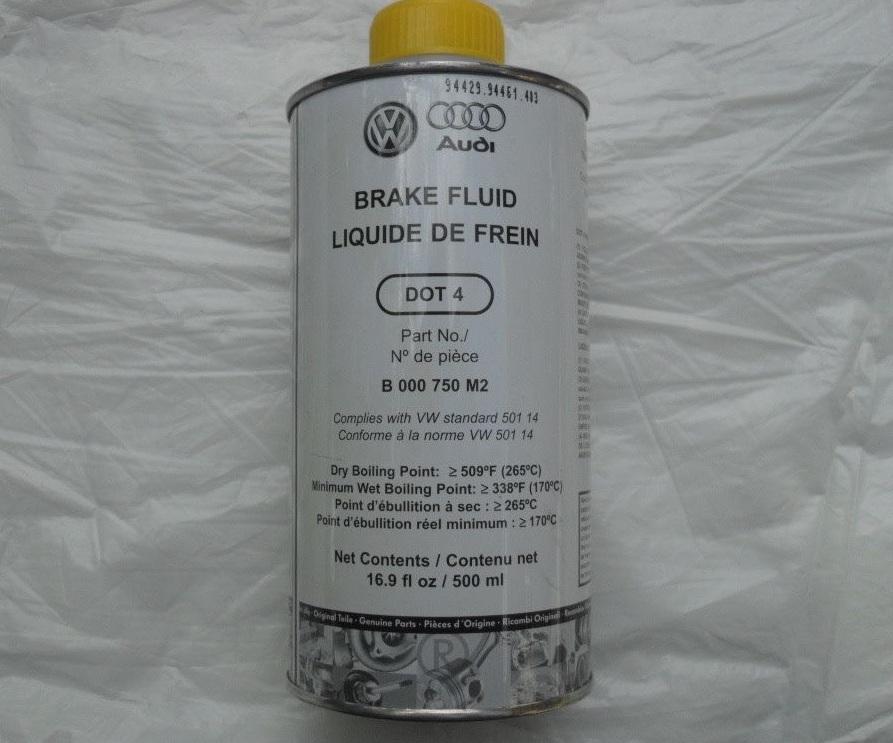 94429.94461.403
Audi
BRAKE FLUID
LIQUIDE DE FREIN
DOT 4
Part No./
Nº de pièce
B 000 750 M2
Complies with VW standard 501 14
Conforme à la norme VW 501 14
Dry Boiling Point: ≥ 509ºF (265ºC)
Minimum Wet Boiling Point: ≥ 338ºF (170ºC)
Point d'ébullition à sec : ≥ 265ºC
Point d'ébullition réel minimum : ≥ 170ºC
Net Contents / Contenu net
16.9 fl oz / 500 ml
Original Teile · Genuine Parts · Pièces d'Origine · Ricambi Originali
R